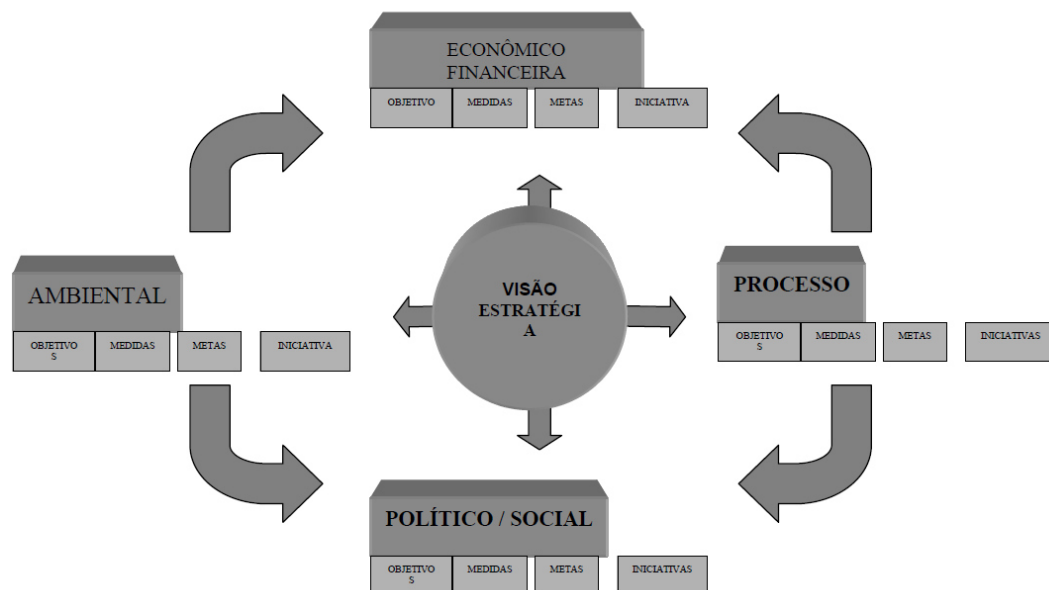 ECONÔMICO
FINANCEIRA
OBJETIVO MEDIDAS METAS INICIATIVA
AMBIENTAL
OBJETIVO
S
MEDIDAS METAS INICIATIVA
VISÃO
ESTRATÉGI
A
PROCESSO
OBJETIVO
S
MEDIDAS METAS INICIATIVAS
POLÍTICO / SOCIAL
OBJETIVO
S
MEDIDAS METAS INICIATIVAS